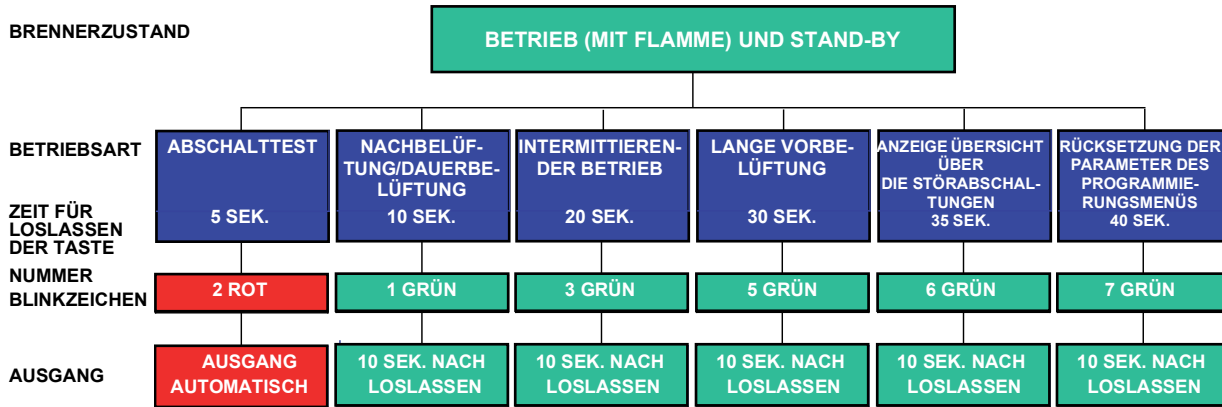 BRENNERZUSTAND
BETRIEB (MIT FLAMME) UND STAND-BY
BETRIEBSART
ABSCHALTTEST
NACHBELÜF-
TUNG/DAUERBE-
LÜFTUNG
INTERMITTIEREN-
DER BETRIEB
LANGE VORBE-
LÜFTUNG
ANZEIGE ÜBERSICHT
ÜBER
DIE STÖRABSCHAL-
TUNGEN
RÜCKSETZUNG DER
PARAMETER DES
PROGRAMMIE-
RUNGSMENÜS
ZEIT FÜR
LOSLASSEN
DER TASTE
5 SEK.
10 SEK.
20 SEK.
30 SEK.
35 SEK.
40 SEK.
NUMMER
BLINKZEICHEN
2 ROT
1 GRÜN
3 GRÜN
5 GRÜN
6 GRÜN
7 GRÜN
AUSGANG
AUSGANG
AUTOMATISCH
10 SEK. NACH
LOSLASSEN
10 SEK. NACH
LOSLASSEN
10 SEK. NACH
LOSLASSEN
10 SEK. NACH
LOSLASSEN
10 SEK. NACH
LOSLASSEN